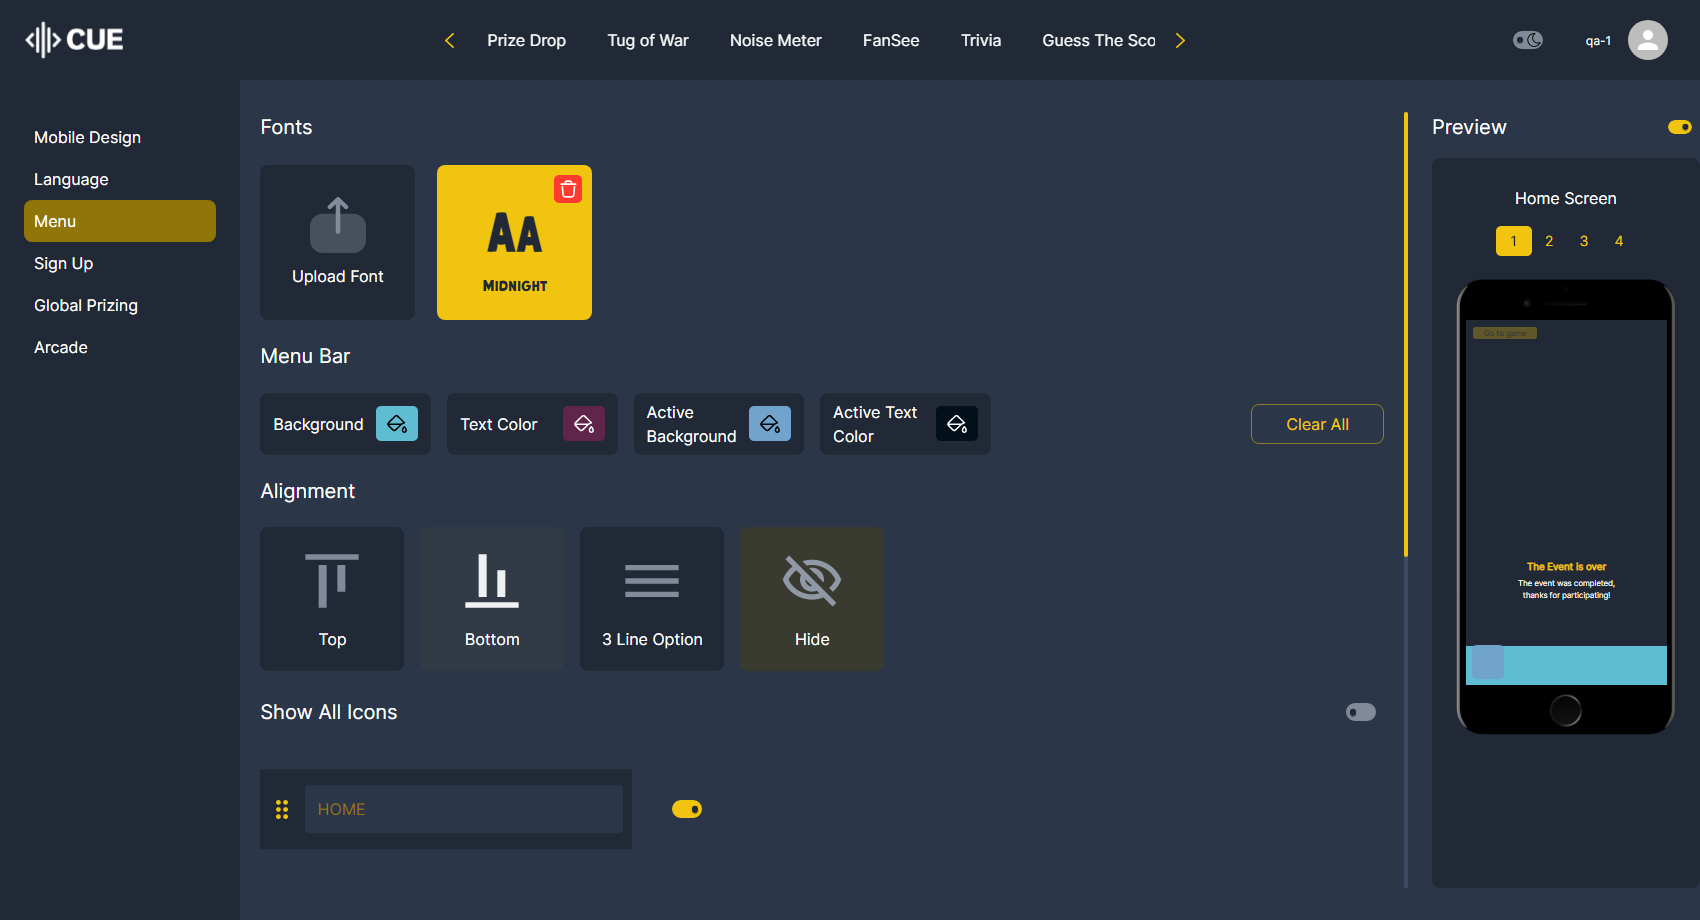 CUE
Prize Drop
Tug of War
Noise Meter
FanSee
Trivia
Guess The Sco
qa-1
Mobile Design
Language
Menu
Sign Up
Global Prizing
Arcade
Fonts
Upload Font
AA
MIDNIGHT
Menu Bar
Background
Text Color
Active
Background
Active Text
Color
Clear All
Alignment
Top
Bottom
3 Line Option
Hide
Show All Icons
HOME
Preview
Home Screen
1 2 3 4
Go to game
The Event is over
The event was completed,
thanks for participating!